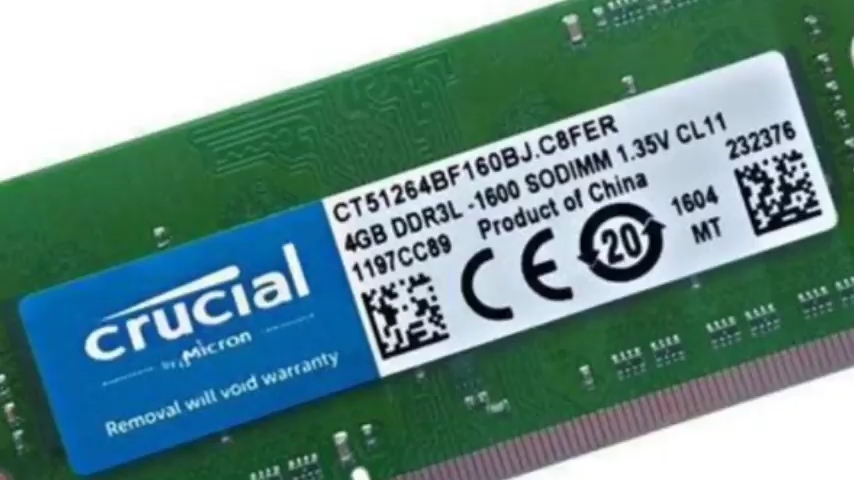 crucial
by Micron
Removal will void warranty
CT51264BF160BJ.C8FER
4GB DDR3L -1600 SODIMM 1.35V CL11
1197CC89 Product of China 232376
CE 20 1604
MT